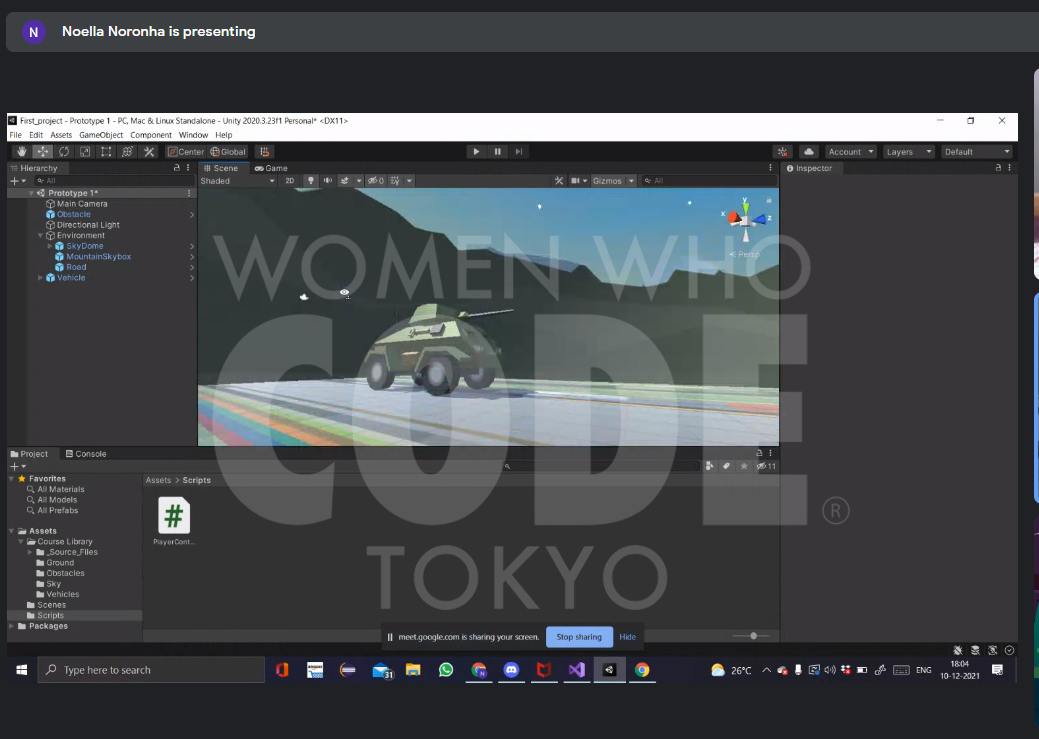 N Noella Noronha is presenting
First_project - Prototype 1 - PC, Mac & Linux Standalone - Unity 2020.3.23f1 Personal* <DX11>
File Edit Assets GameObject Component Window Help
Center Global Account Layers Default
Hierarchy Scene Game Inspector
All Shaded 2D 0 Gizmos All
Prototype 1*
Main Camera
Obstacle
Directional Light
Environment
SkyDome
MountainSkybox
Road
Vehicle
y
x z
Persp
WOMEN WHO
CODE
®
TOKYO
Project Console
11
Favorites
All Materials
All Models
All Prefabs
Assets
Course Library
_Source_Files
Ground
Obstacles
Sky
Vehicles
Scenes
Scripts
Packages
Assets > Scripts
#
PlayerCont...
meet.google.com is sharing your screen. Stop sharing Hide
Type here to search
31
N
26°C
ENG
18:04
10-12-2021